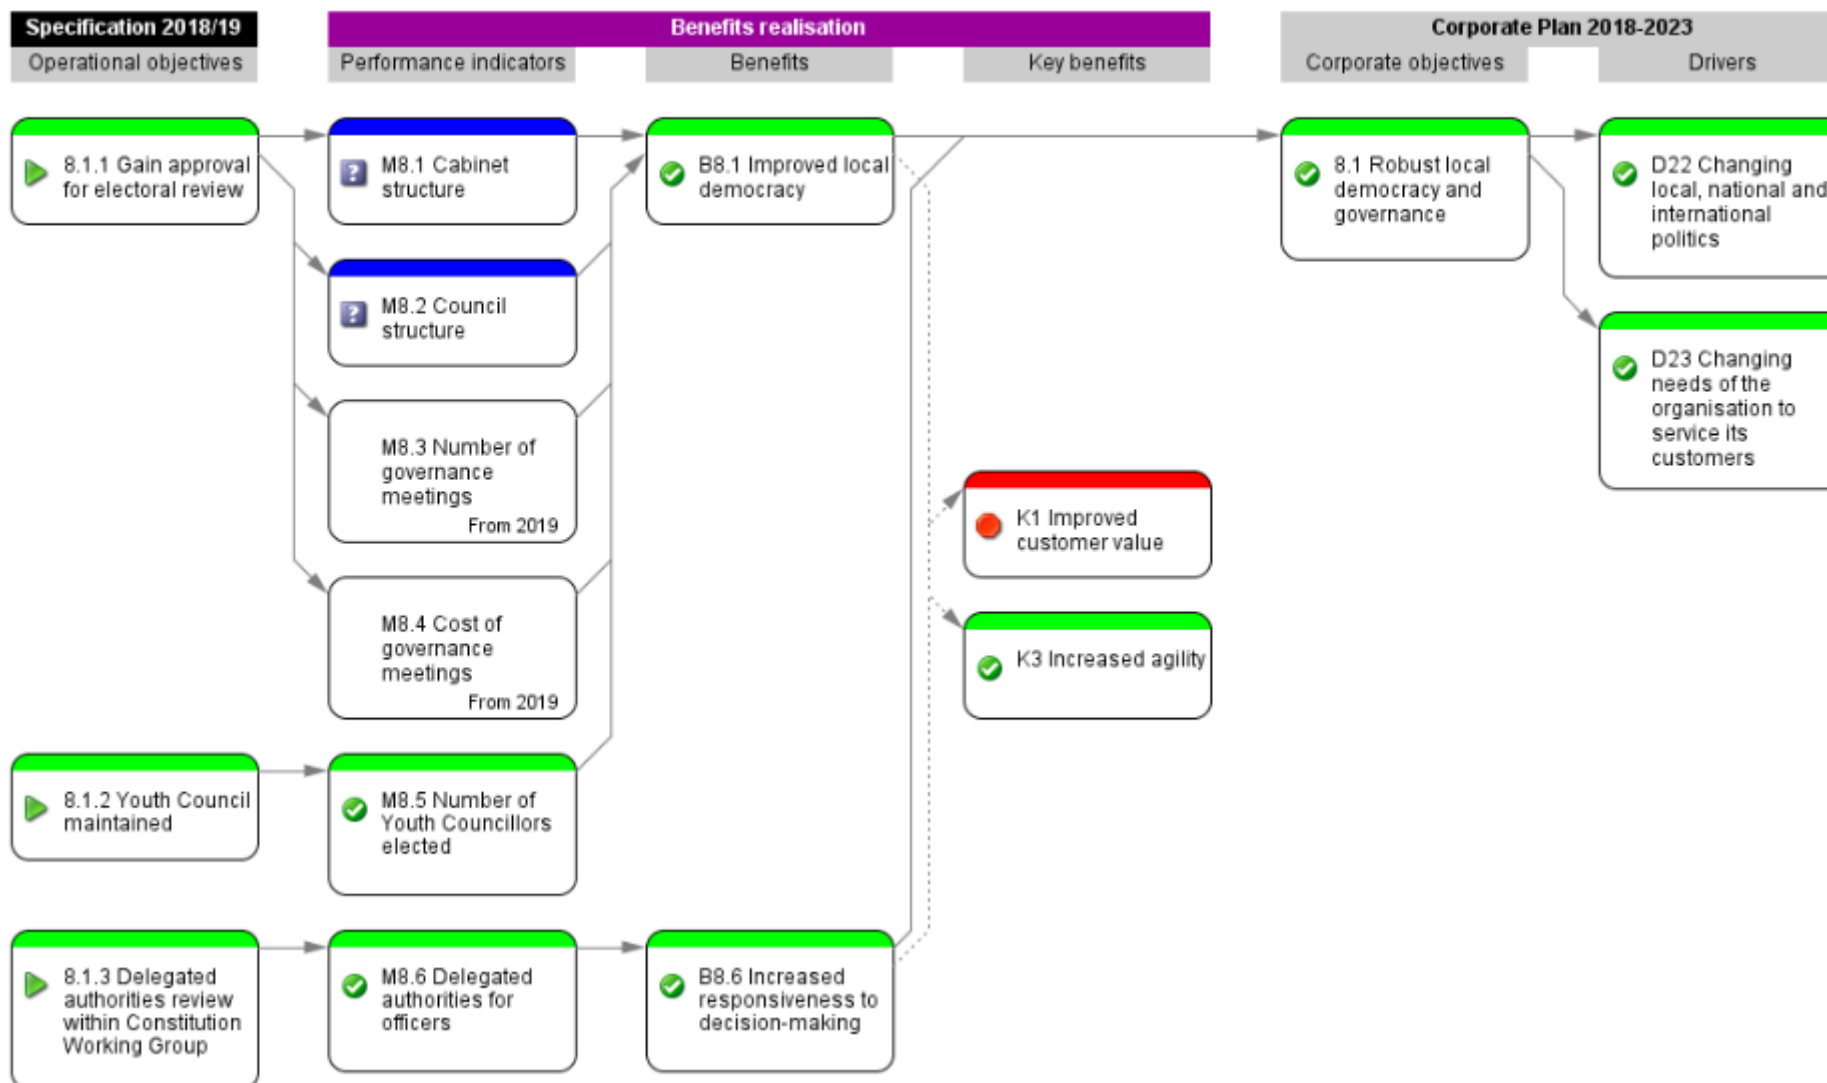 Specification 2018/19
Benefits realisation
Corporate Plan 2018-2023
Operational objectives
Performance indicators
Benefits
Key benefits
Corporate objectives
Drivers
8.1.1 Gain approval
for electoral review
M8.1 Cabinet
structure
B8.1 Improved local
democracy
8.1 Robust local
democracy and
governance
D22 Changing
local, national and
international
politics
M8.2 Council
structure
D23 Changing
needs of the
organisation to
service its
customers
M8.3 Number of
governance
meetings
From 2019
K1 Improved
customer value
M8.4 Cost of
governance
meetings
From 2019
K3 Increased agility
8.1.2 Youth Council
maintained
M8.5 Number of
Youth Councillors
elected
8.1.3 Delegated
authorities review
within Constitution
Working Group
M8.6 Delegated
authorities for
officers
B8.6 Increased
responsiveness to
decision-making